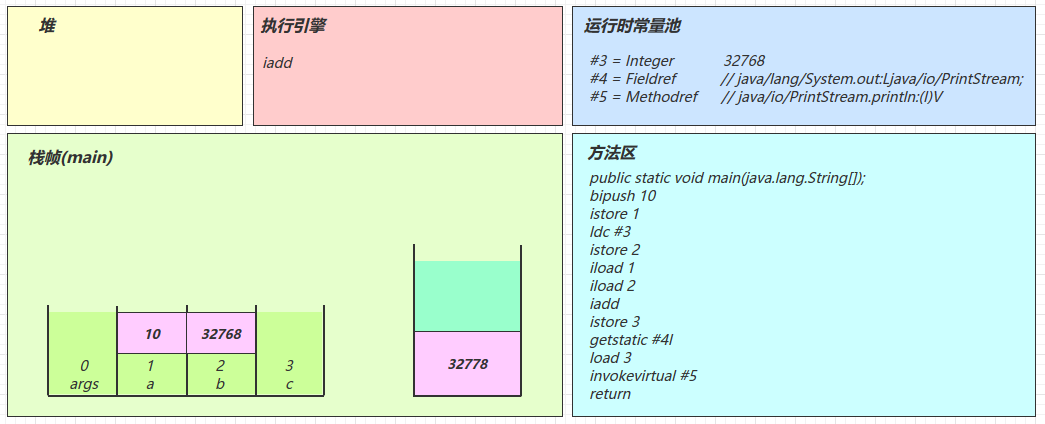 堆
执行引擎
iadd
运行时常量池
#3 = Integer 32768
#4 = Fieldref // java/lang/System.out:Ljava/io/PrintStream;
#5 = Methodref // java/io/PrintStream.println:(I)V
栈帧(main)
10 32768
0 1 2 3
args a b c
32778
方法区
public static void main(java.lang.String[]);
bipush 10
istore 1
ldc #3
istore 2
iload 1
iload 2
iadd
istore 3
getstatic #4I
load 3
invokevirtual #5
return